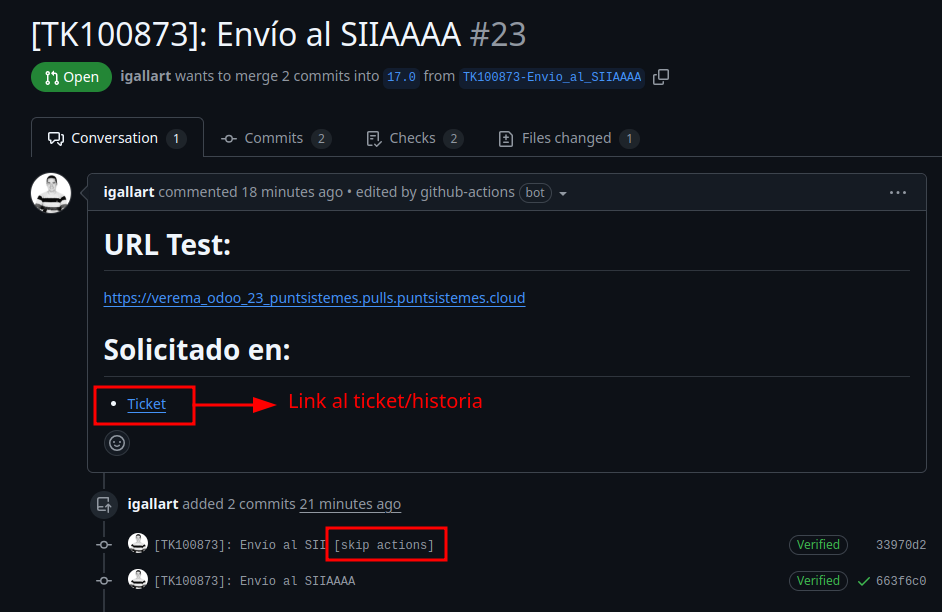 [TK100873]: Envío al SIIAAAA #23
Open igallart wants to merge 2 commits into 17.0 from TK100873-Envio_al_SIIAAAA
Conversation 1 Commits 2 Checks 2 Files changed 1
igallart commented 18 minutes ago • edited by github-actions bot
URL Test:
https://verema_odoo_23_puntsistemes.pulls.puntsistemes.cloud
Solicitado en:
• Ticket Link al ticket/historia
igallart added 2 commits 21 minutes ago
[TK100873]: Envío al SII [skip actions] Verified 33970d2
[TK100873]: Envio al SIIAAAA Verified 663f6c0